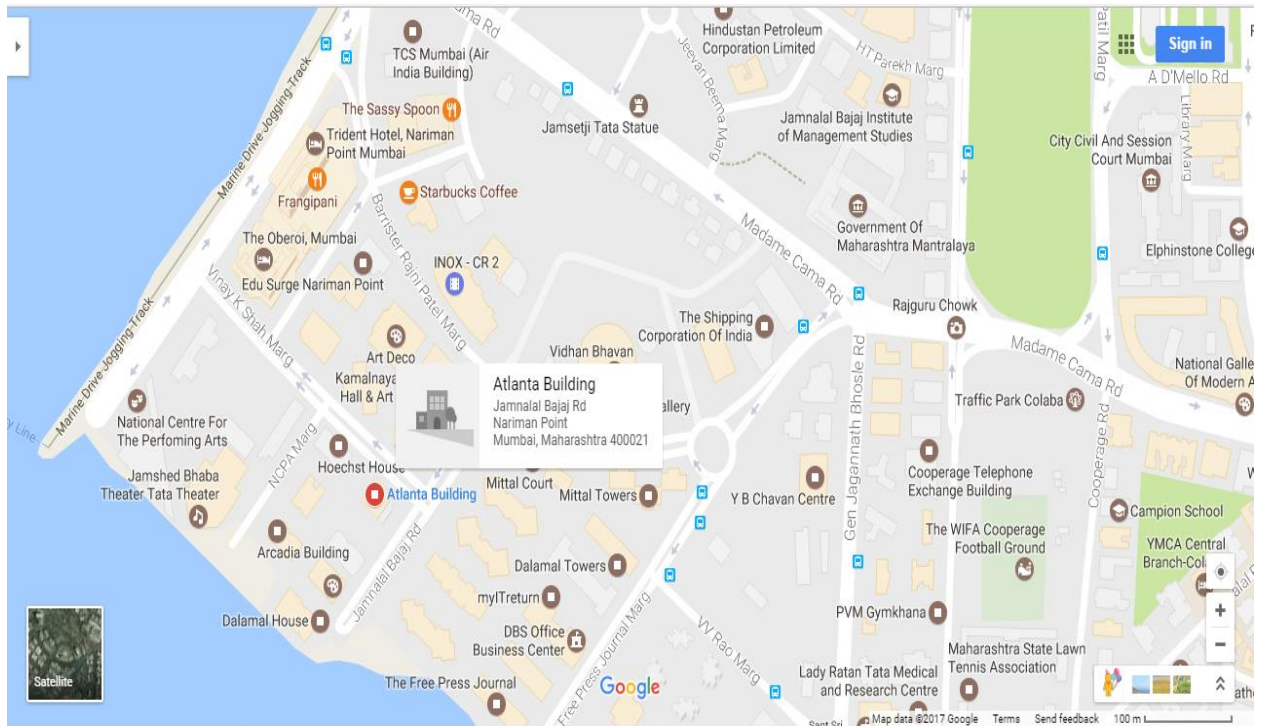 TCS Mumbai (Air
India Building)
Hindustan Petroleum
Corporation Limited
HT Parekh Marg
Sign in
A D'Mello Rd
Library Marg
Patil Marg
Marine Drive Jogging Track
The Sassy Spoon
Trident Hotel, Nariman
Point Mumbai
Frangipani
Starbucks Coffee
Jamsetji Tata Statue
Jeevan Beema Marg
Jamnalal Bajaj Institute
of Management Studies
City Civil And Session
Court Mumbai
Government Of
Maharashtra Mantralaya
Elphinstone College
The Oberoi, Mumbai
Edu Surge Nariman Point
Barrister Rajni Patel Marg
INOX - CR 2
Madame Cama Rd
Vinay K Shah Marg
The Shipping
Corporation Of India
Rajguru Chowk
Art Deco
Kamalnaya
Hall & Art
Vidhan Bhavan
allery
Madame Cama Rd
National Galle
Of Modern A
Marine Drive Jogging Track
Atlanta Building
Jamnalal Bajaj Rd
Nariman Point
Mumbai, Maharashtra 400021
Gen Jagannath Bhosle Rd
Traffic Park Colaba
Cooperage Rd
y Line
National Centre For
The Perfoming Arts
NCPA Marg
Hoechst House
Jamshed Bhaba
Theater Tata Theater
Atlanta Building
Mittal Court
Mittal Towers
Y B Chavan Centre
Cooperage Telephone
Exchange Building
Campion School
The WIFA Cooperage
Football Ground
YMCA Central
Branch-Cola
Arcadia Building
Jamnalal Bajaj Rd
Dalamal Towers
myITreturn
Dalamal House
DBS Office
Business Center
Free Press Journal Marg
VV Rao Marg
PVM Gymkhana
Maharashtra State Lawn
Tennis Association
Lady Ratan Tata Medical
and Research Centre
The Free Press Journal
Satellite
Google
Map data ©2017 Google
Terms
Send feedback
100 m